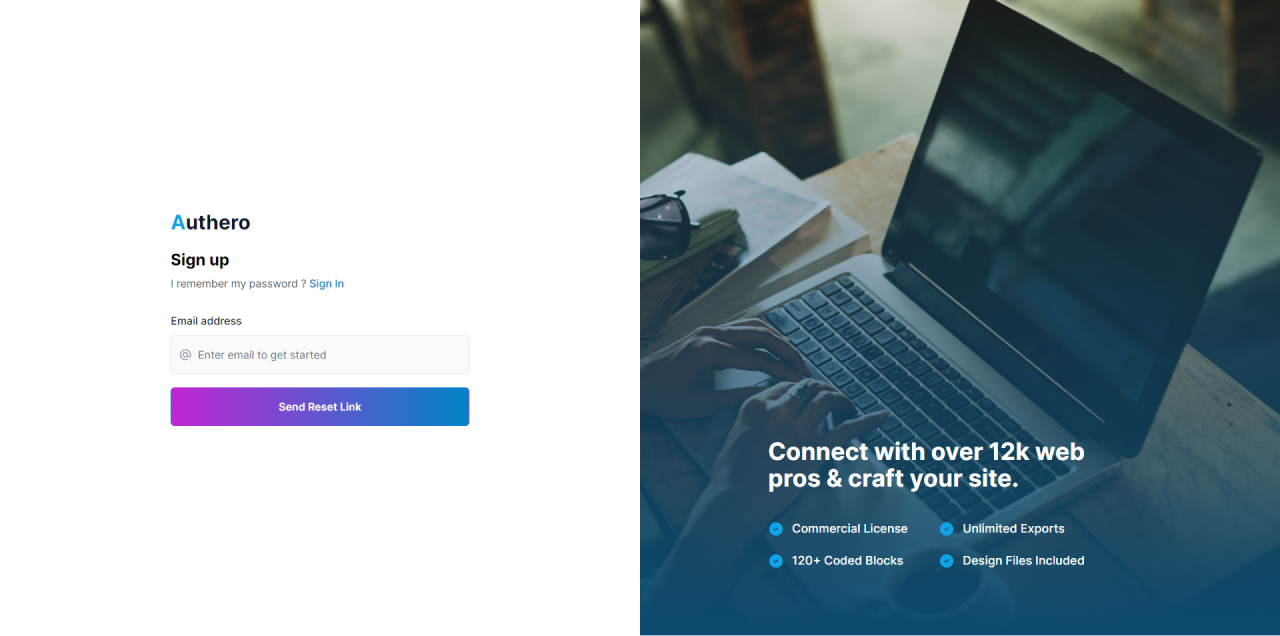 Authero
Sign up
I remember my password ? Sign In
Email address
@ Enter email to get started
Send Reset Link
Connect with over 12k web
pros & craft your site.
Commercial License
Unlimited Exports
120+ Coded Blocks
Design Files Included